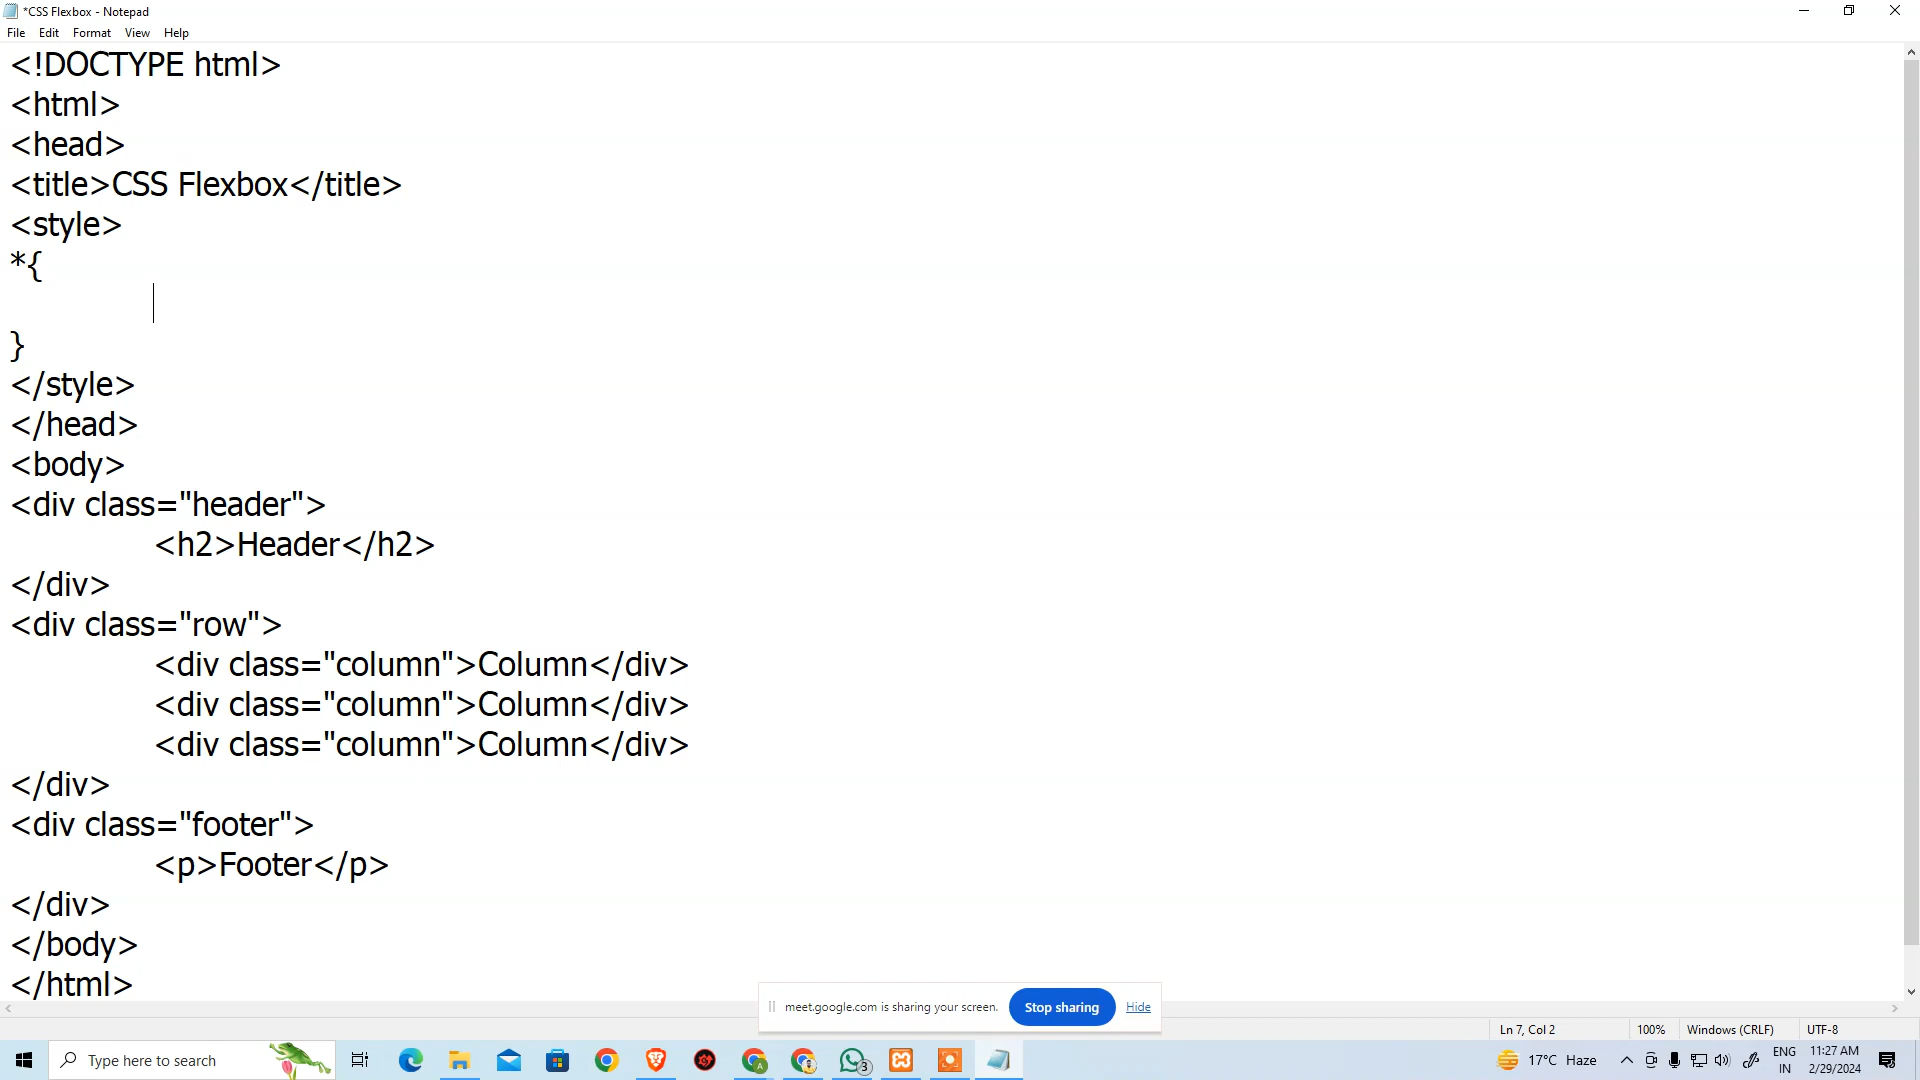 *CSS Flexbox - Notepad
File Edit Format View Help
<!DOCTYPE html>
<html>
<head>
<title>CSS Flexbox</title>
<style>
*{
}
</style>
</head>
<body>
<div class="header">
<h2>Header</h2>
</div>
<div class="row">
<div class="column">Column</div>
<div class="column">Column</div>
<div class="column">Column</div>
</div>
<div class="footer">
<p>Footer</p>
</div>
</body>
</html>
meet.google.com is sharing your screen. Stop sharing Hide
Ln 7, Col 2 100% Windows (CRLF) UTF-8
Type here to search
A
3
17°C Haze
ENG
IN
11:27 AM
2/29/2024